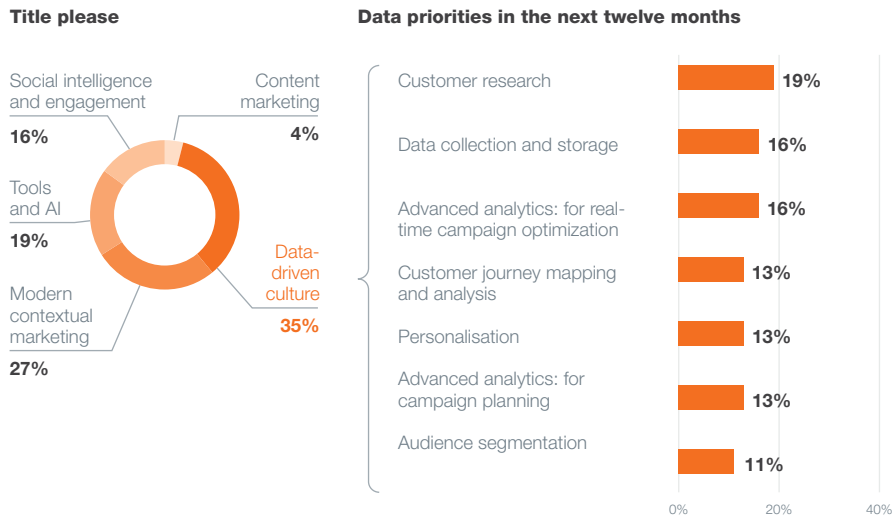 Title please
Social intelligence
and engagement
16%
Content
marketing
4%
Tools
and AI
19%
Data-
driven
culture
35%
Modern
contextual
marketing
27%
Data priorities in the next twelve months
Customer research
19%
Data collection and storage
16%
Advanced analytics: for real-
time campaign optimization
16%
Customer journey mapping
and analysis
13%
Personalisation
13%
Advanced analytics: for
campaign planning
13%
Audience segmentation
11%
0%
20%
40%